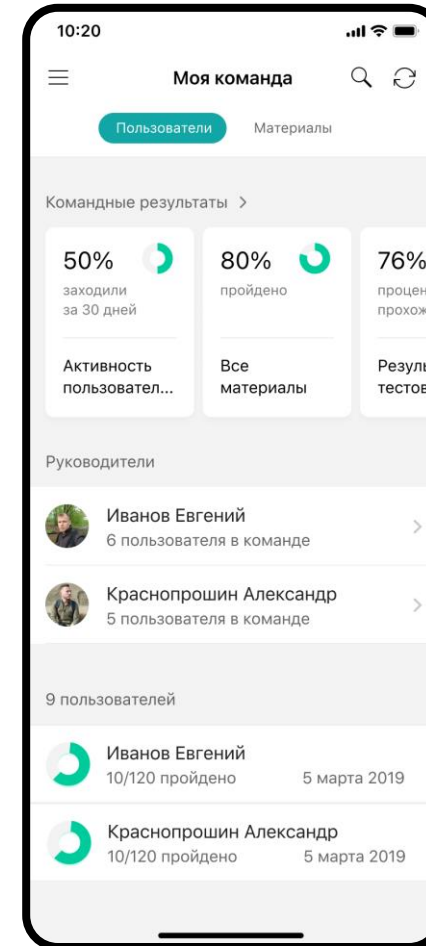 10:20
Моя команда
Пользователи Материалы
Командные результаты >
50% 80% 76%
заходили
за 30 дней
пройдено
Активность
пользовател...
Все
материалы
Руководители
Иванов Евгений
6 пользователя в команде
Краснопрошин Александр
5 пользователя в команде
9 пользователей
Иванов Евгений
10/120 пройдено 5 марта 2019
Краснопрошин Александр
10/120 пройдено 5 марта 2019